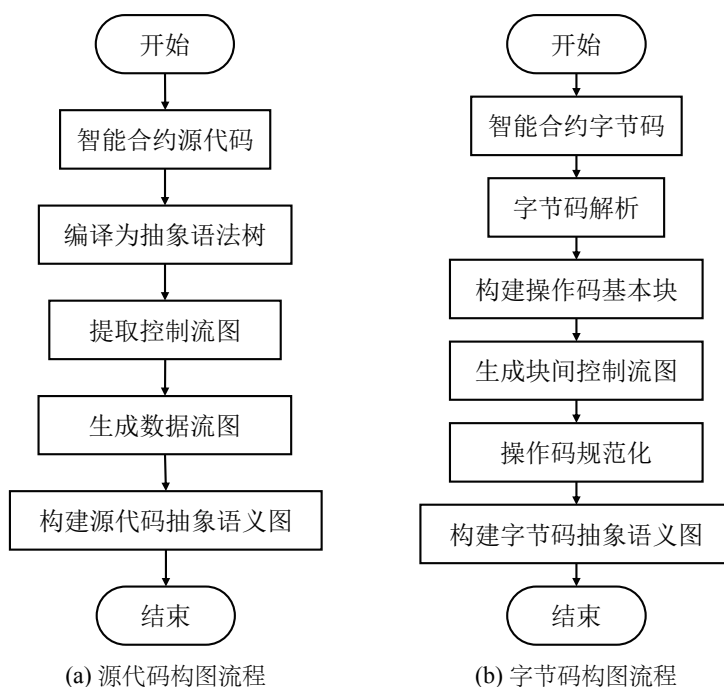 开始
智能合约源代码
编译为抽象语法树
提取控制流图
生成数据流图
构建源代码抽象语义图
结束
(a) 源代码构图流程
开始
智能合约字节码
字节码解析
构建操作码基本块
生成块间控制流图
操作码规范化
构建字节码抽象语义图
结束
(b) 字节码构图流程